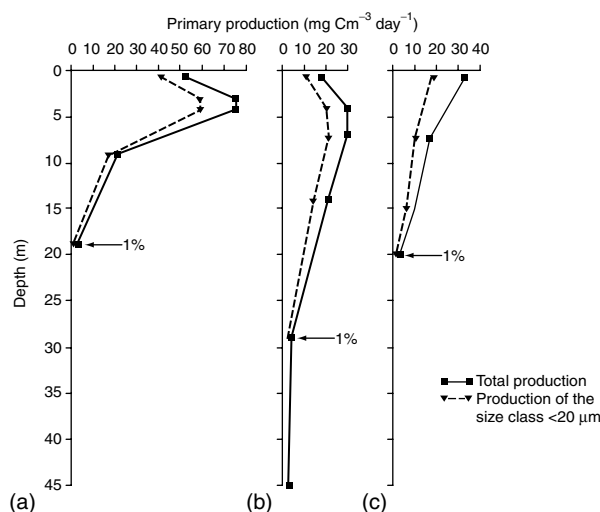 Primary production (mg Cm⁻³ day⁻¹)
0 10 20 30 40 50 60 70 80
0 10 20 30
0 10 20 30 40
Depth (m)
0
5
10
15
20
25
30
35
40
45
1%
1%
1%
Total production
Production of the
size class <20 μm
(a)
(b)
(c)